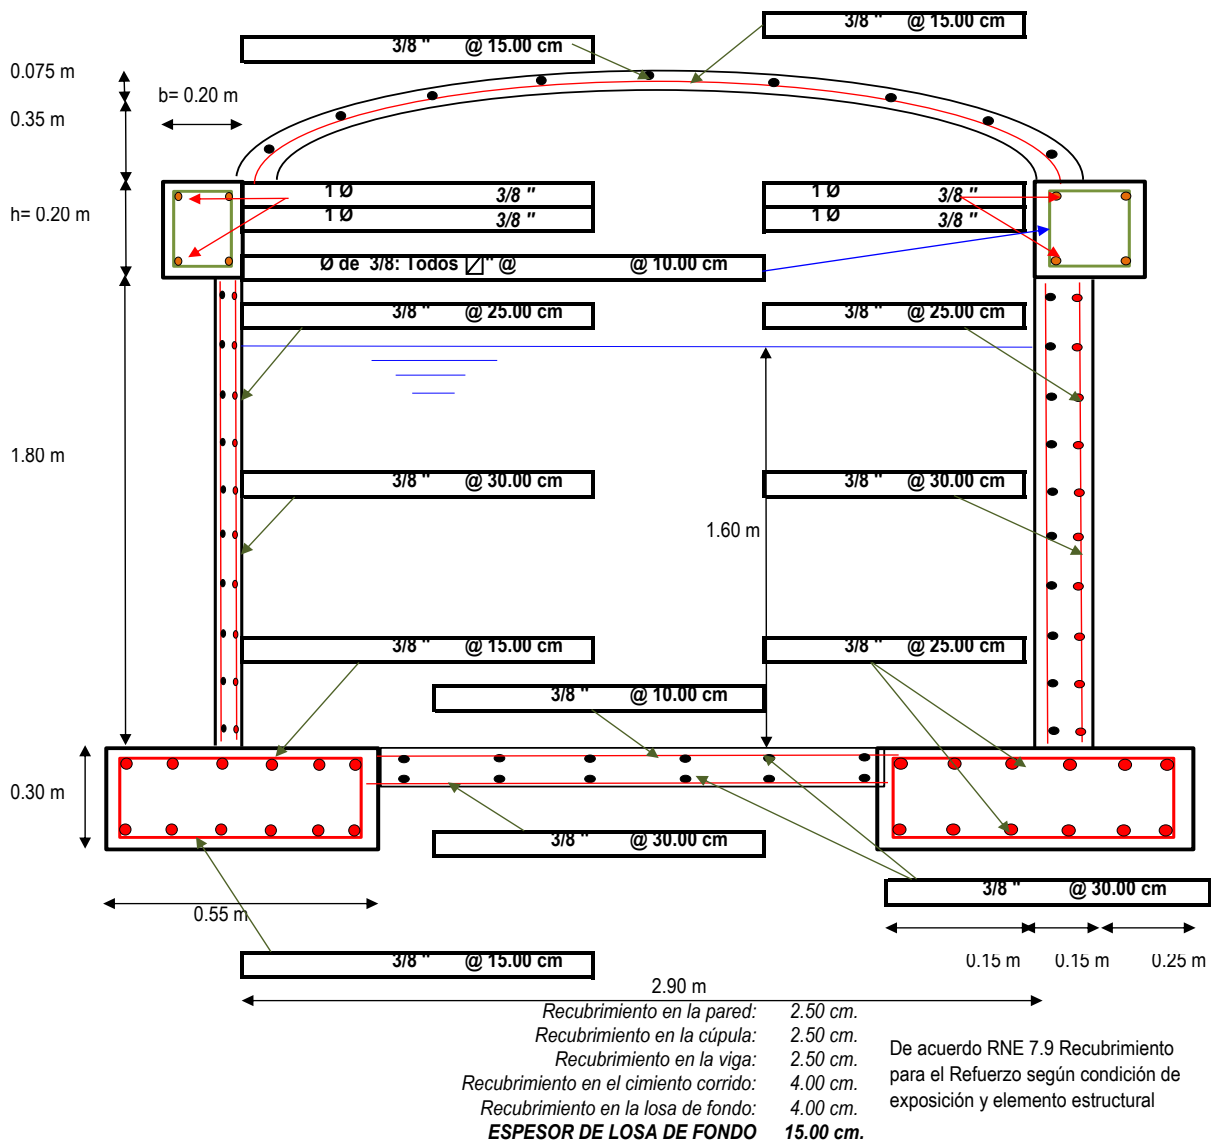 3/8 " @ 15.00 cm
3/8 " @ 15.00 cm
0.075 m
b= 0.20 m
0.35 m
1 Ø 3/8 "
1 Ø 3/8 "
h= 0.20 m
1 Ø 3/8 "
1 Ø 3/8 "
Ø de 3/8: Todos " @ @ 10.00 cm
3/8 " @ 25.00 cm
3/8 " @ 25.00 cm
1.80 m
3/8 " @ 30.00 cm
3/8 " @ 30.00 cm
1.60 m
3/8 " @ 15.00 cm
3/8 " @ 25.00 cm
3/8 " @ 10.00 cm
0.30 m
3/8 " @ 30.00 cm
3/8 " @ 30.00 cm
0.55 m
0.15 m 0.15 m 0.25 m
3/8 " @ 15.00 cm
2.90 m
Recubrimiento en la pared: 2.50 cm.
Recubrimiento en la cúpula: 2.50 cm.
Recubrimiento en la viga: 2.50 cm.
Recubrimiento en el cimiento corrido: 4.00 cm.
Recubrimiento en la losa de fondo: 4.00 cm.
ESPESOR DE LOSA DE FONDO 15.00 cm.
De acuerdo RNE 7.9 Recubrimiento
para el Refuerzo según condición de
exposición y elemento estructural